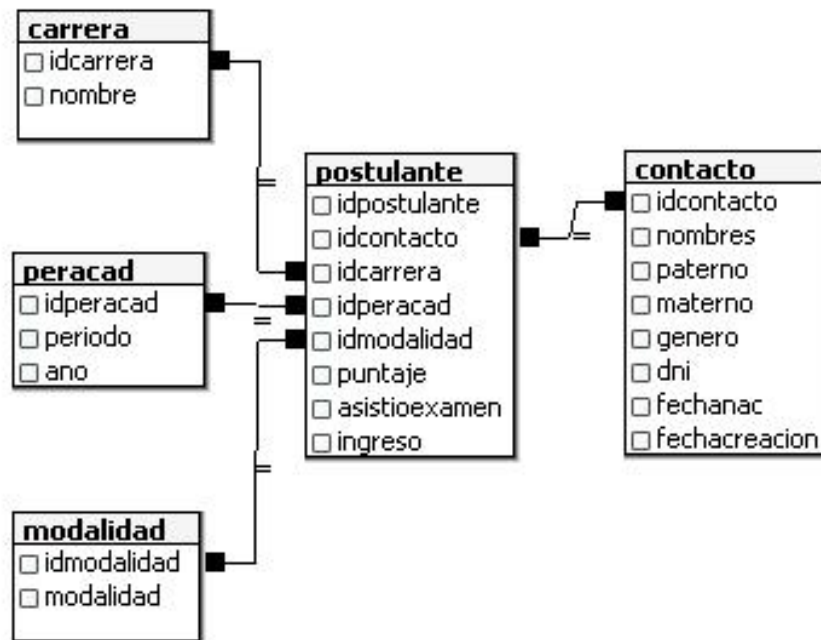 carrera
idcarrera
nombre
peracad
idperacad
periodo
ano
modalidad
idmodalidad
modalidad
postulante
idpostulante
idcontacto
idcarrera
idperacad
idmodalidad
puntaje
asistioexamen
ingreso
contacto
idcontacto
nombres
paterno
materno
genero
dni
fechanac
fechacreacion